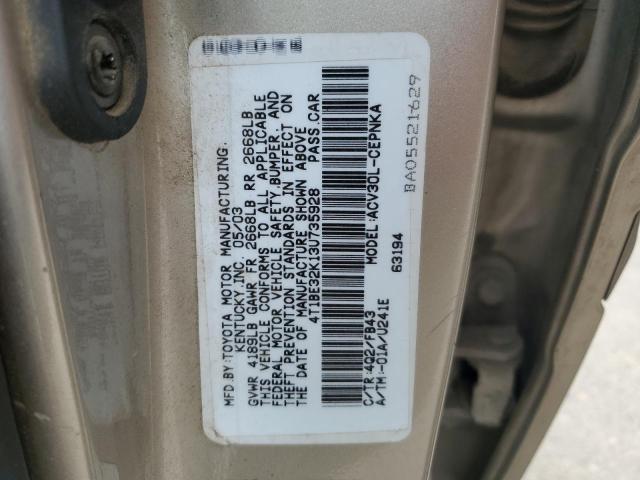 MFD.BY:TOYOTA MOTOR MANUFACTURING.
KENTUCKY.INC. 05/03
GVWR 4189LB GAWR FR 2668LB RR 2668LB
THIS VEHICLE CONFORMS TO ALL APPLICABLE
FEDERAL MOTOR VEHICLE SAFETY,BUMPER, AND
THEFT PREVENTION STANDARDS IN EFFECT ON
THE DATE OF MANUFACTURE SHOWN ABOVE
4T1BE32K13U735928 PASS.CAR
MODEL:ACV30L-CEPNKA
C/TR:4Q2/FB43 63194
A/TM:-01A/U241E
BA05521629